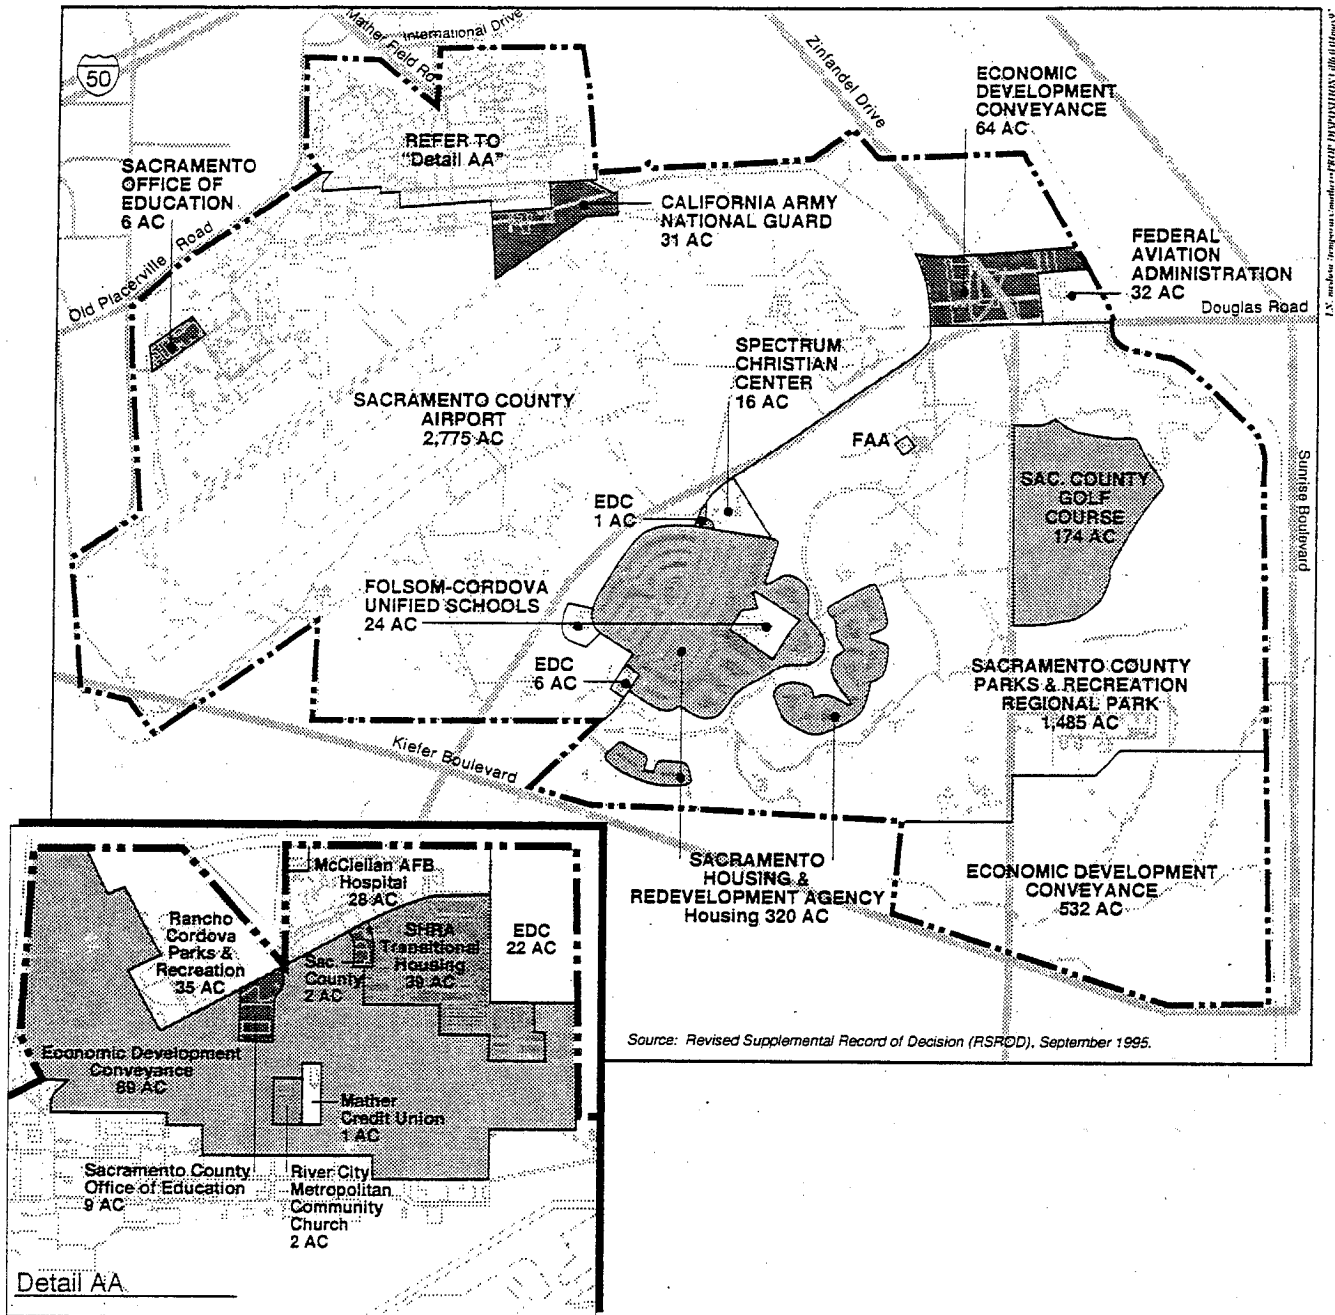 Mather Field Rd.
International Drive
50
Zinfandel Drive
ECONOMIC
DEVELOPMENT
CONVEYANCE
64 AC
REFER TO
"Detail AA"
SACRAMENTO
OFFICE OF
EDUCATION
6 AC
Old Placerville Road
CALIFORNIA ARMY
NATIONAL GUARD
31 AC
FEDERAL
AVIATION
ADMINISTRATION
32 AC
Douglas Road
SPECTRUM
CHRISTIAN
CENTER
16 AC
SACRAMENTO COUNTY
AIRPORT
2,775 AC
FAA
SAC. COUNTY
GOLF
COURSE
174 AC
Sunrise Boulevard
EDC
1 AC
FOLSOM-CORDOVA
UNIFIED SCHOOLS
24 AC
EDC
6 AC
SACRAMENTO COUNTY
PARKS & RECREATION
REGIONAL PARK
1,485 AC
Kiefer Boulevard
SACRAMENTO
HOUSING &
REDEVELOPMENT AGENCY
Housing 320 AC
ECONOMIC DEVELOPMENT
CONVEYANCE
532 AC
Source: Revised Supplemental Record of Decision (RSROD), September 1995.
McClellan AFB
Hospital
28 AC
Rancho
Cordova
Parks &
Recreation
35 AC
SHRA
Transitional
Housing
39 AC
EDC
22 AC
Sac
County
2 AC
Economic Development
Conveyance
89 AC
Mather
Credit Union
1 AC
Sacramento County
Office of Education
9 AC
River City
Metropolitan
Community
Church
2 AC
Detail AA